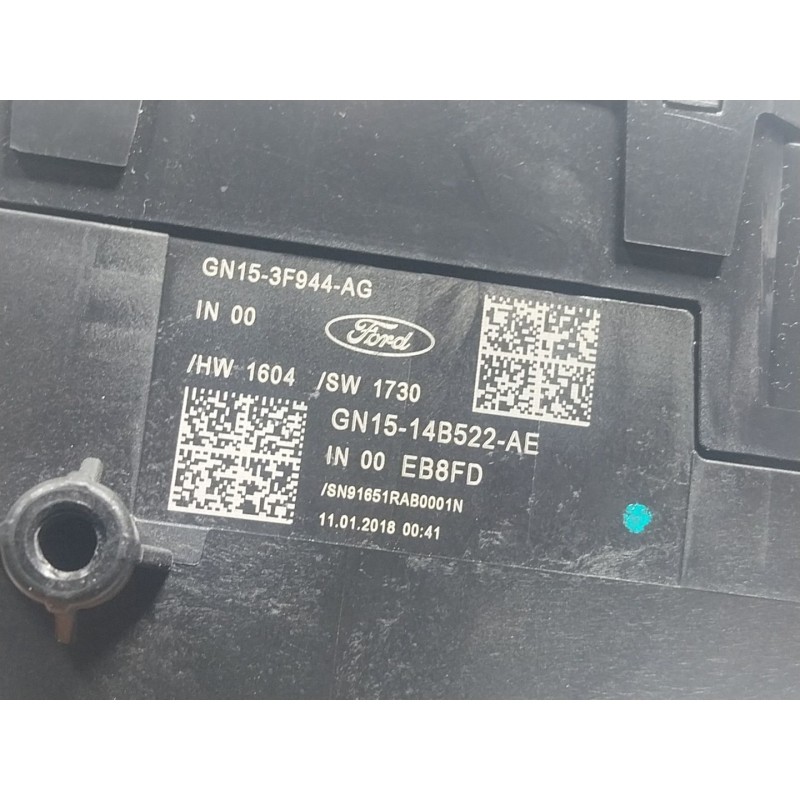 GN15-3F944-AG
IN 00
Ford
/HW 1604 /SW 1730
GN15-14B522-AE
IN 00 EB8FD
/SN91651RAB0001N
11.01.2018 00:41